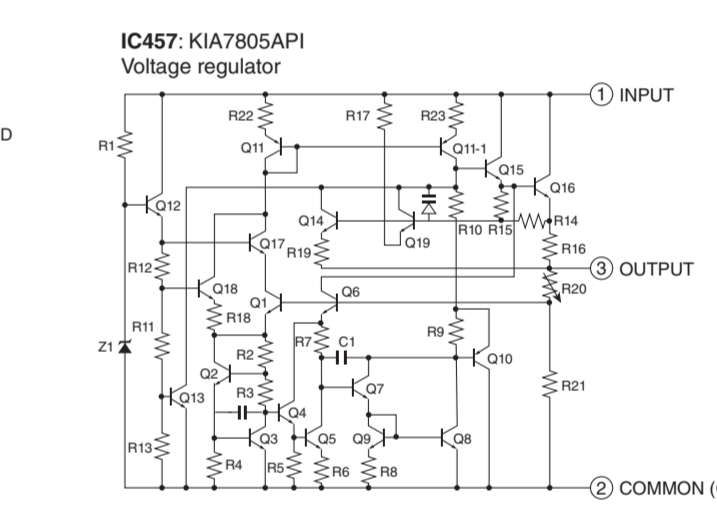 D
IC457: KIA7805API
Voltage regulator
1 INPUT
R22 R17 R23
R1 Q11 Q11-1
Q15
Q16
Q12
Q14 R10 R15 R14
Q17 R19 Q19 R16
R12 3 OUTPUT
Q18 Q6 R20
Q1
R18
R11 R7 C1 R9
Z1 R2 Q10
Q2 Q7 R21
R3
Q13 Q4
Q3 Q5 Q9 Q8
R13
R4 R5 R6 R8
2 COMMON (